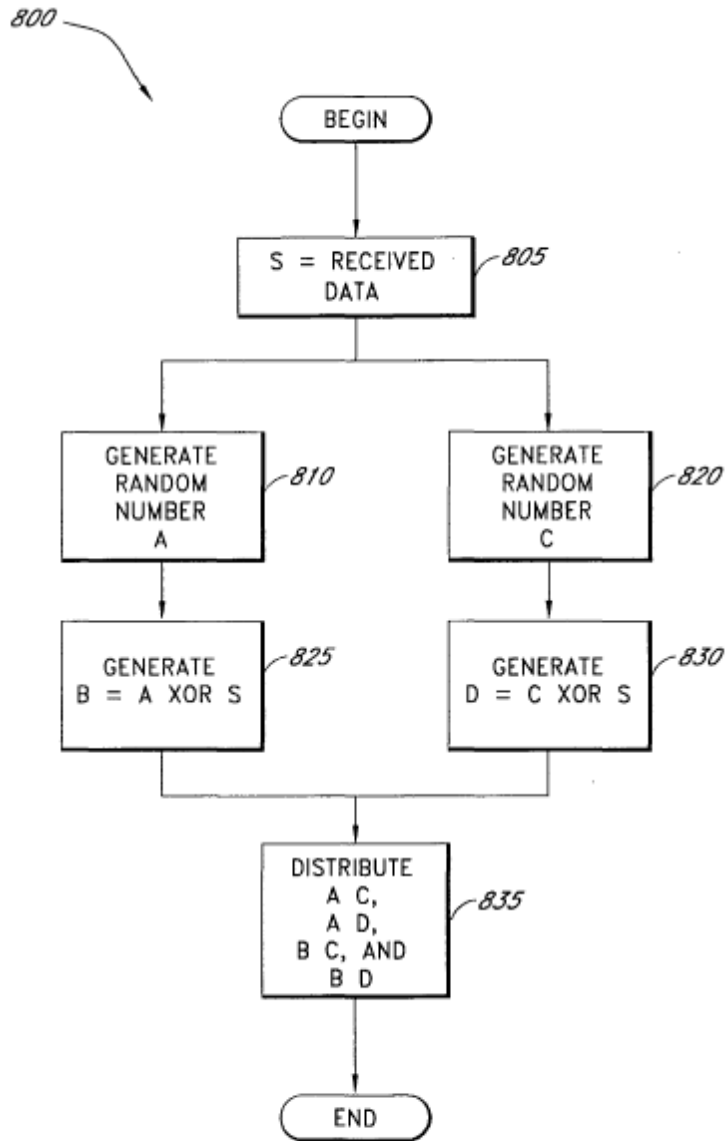 800
BEGIN
S = RECEIVED
DATA
805
GENERATE
RANDOM
NUMBER
A
810
GENERATE
RANDOM
NUMBER
C
820
GENERATE
B = A XOR S
825
GENERATE
D = C XOR S
830
DISTRIBUTE
A C,
A D,
B C, AND
B D
835
END